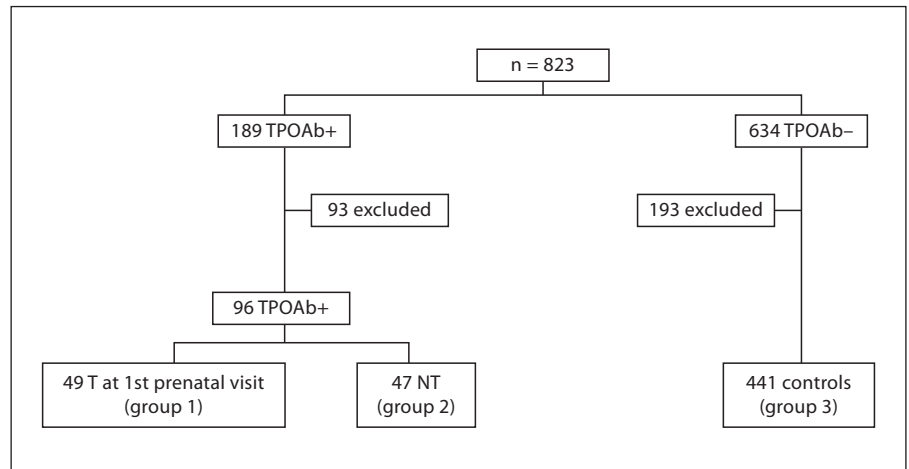 n = 823
189 TPOAb+
634 TPOAb–
93 excluded
193 excluded
96 TPOAb+
49 T at 1st prenatal visit
(group 1)
47 NT
(group 2)
441 controls
(group 3)